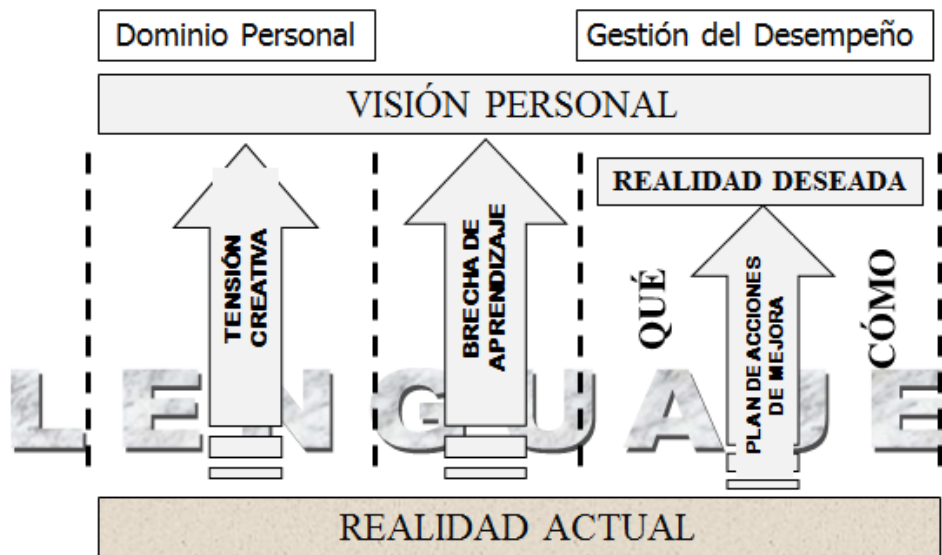 Dominio Personal
Gestión del Desempeño
VISIÓN PERSONAL
REALIDAD DESEADA
TENSIÓN
CREATIVA
BRECHA DE
APRENDIZAJE
QUÉ
PLAN DE ACCIONES
DE MEJORA
CÓMO
LENGUAJE
REALIDAD ACTUAL